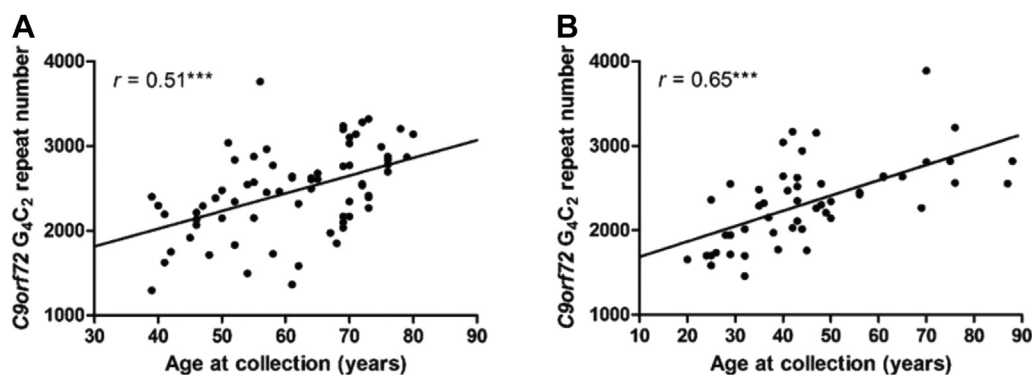 A
C9orf72 G₄C₂ repeat number
4000
3000
2000
1000
r = 0.51***
30 40 50 60 70 80 90
Age at collection (years)
B
C9orf72 G₄C₂ repeat number
4000
3000
2000
1000
r = 0.65***
10 20 30 40 50 60 70 80 90
Age at collection (years)